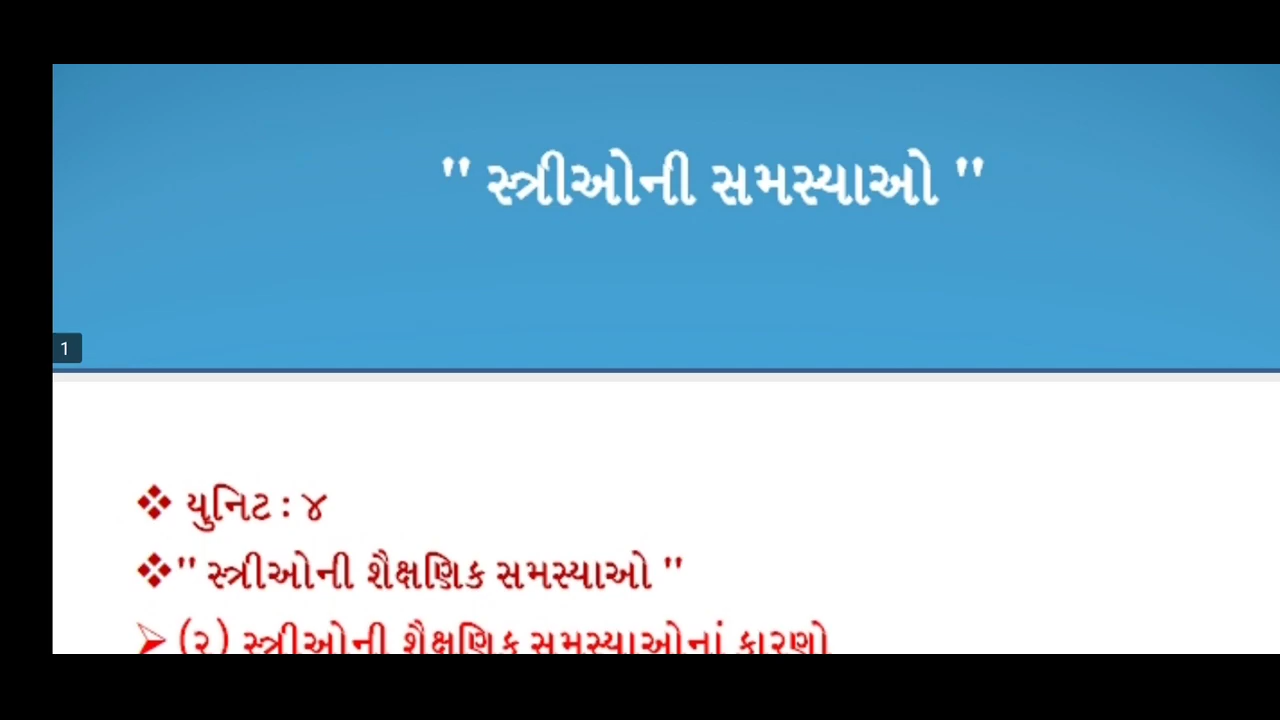 " સ્ત્રીઓની સમસ્યાઓ "
1
❖ યુનિટ : ૪
❖" સ્ત્રીઓની શૈક્ષણિક સમસ્યાઓ "
➢ (૨) સ્ત્રીઓની શૈક્ષણિક સમસ્યાઓનાં કારણો